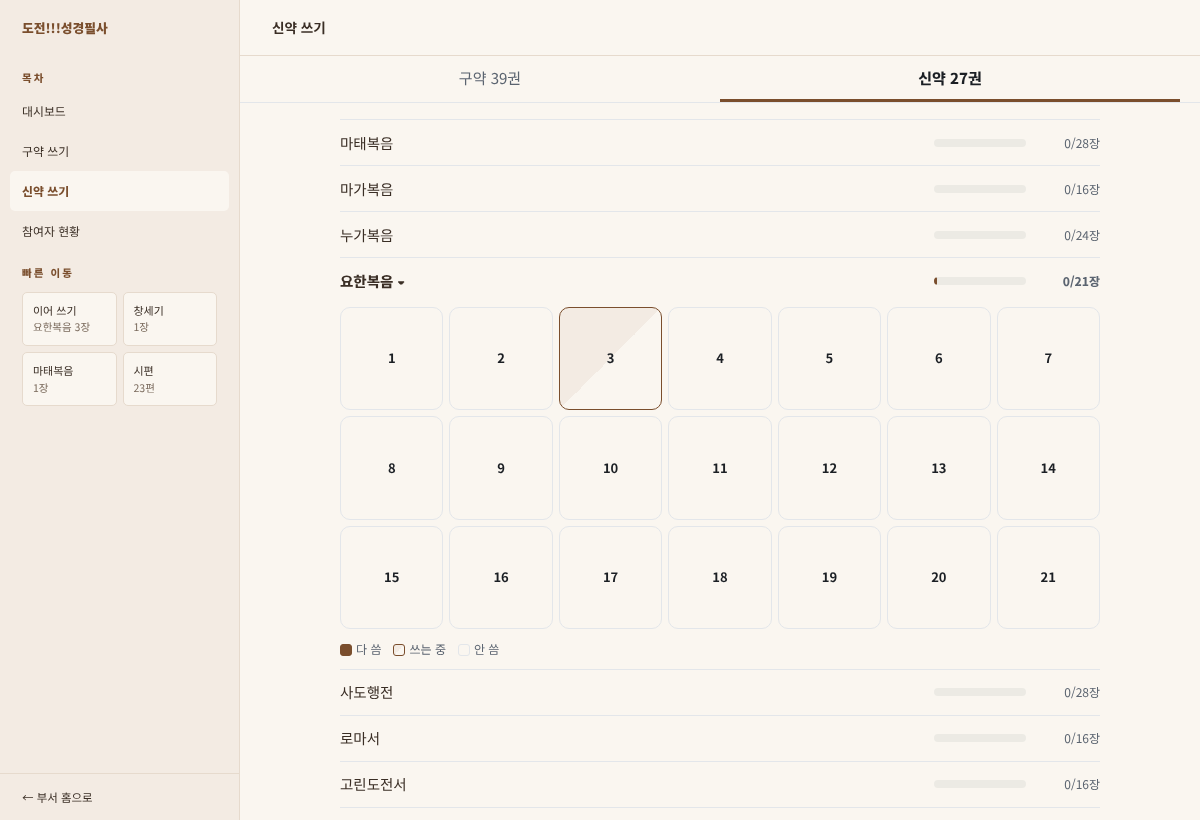 도전!!!성경필사
목차
대시보드
구약 쓰기
신약 쓰기
참여자 현황
빠른 이동
이어 쓰기
요한복음 3장
창세기
1장
마태복음
1장
시편
23편
← 부서 홈으로
신약 쓰기
구약 39권
신약 27권
마태복음 0/28장
마가복음 0/16장
누가복음 0/24장
요한복음 0/21장
1 2 3 4 5 6 7
8 9 10 11 12 13 14
15 16 17 18 19 20 21
다 씀 쓰는 중 안 씀
사도행전 0/28장
로마서 0/16장
고린도전서 0/16장